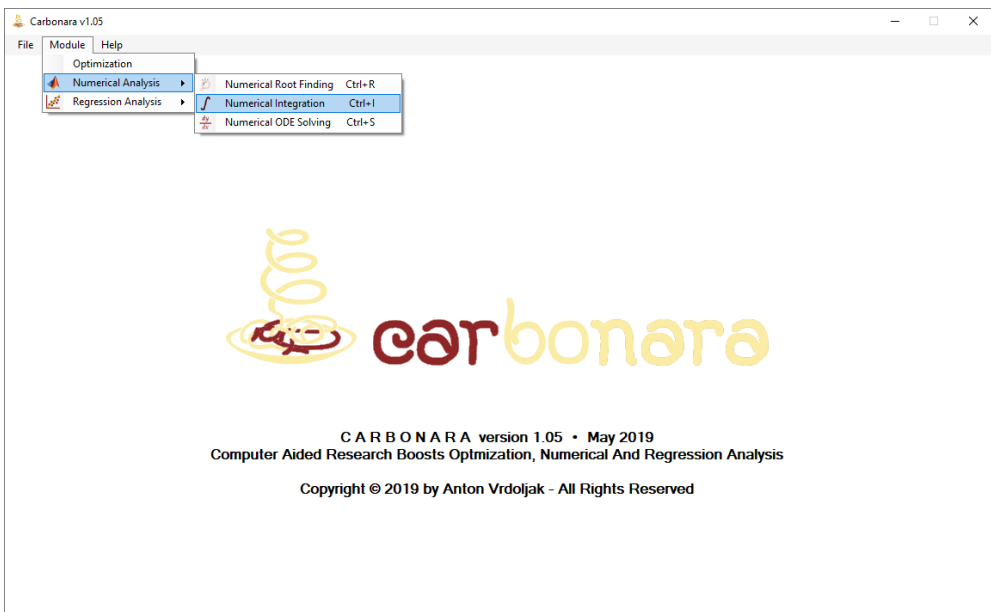 Carbonara v1.05
File Module Help
Optimization
Numerical Analysis
Numerical Root Finding Ctrl+R
Regression Analysis
Numerical Integration Ctrl+I
dy
dx
Numerical ODE Solving Ctrl+S
carbonara
C A R B O N A R A version 1.05 • May 2019
Computer Aided Research Boosts Optmization, Numerical And Regression Analysis
Copyright © 2019 by Anton Vrdoljak - All Rights Reserved